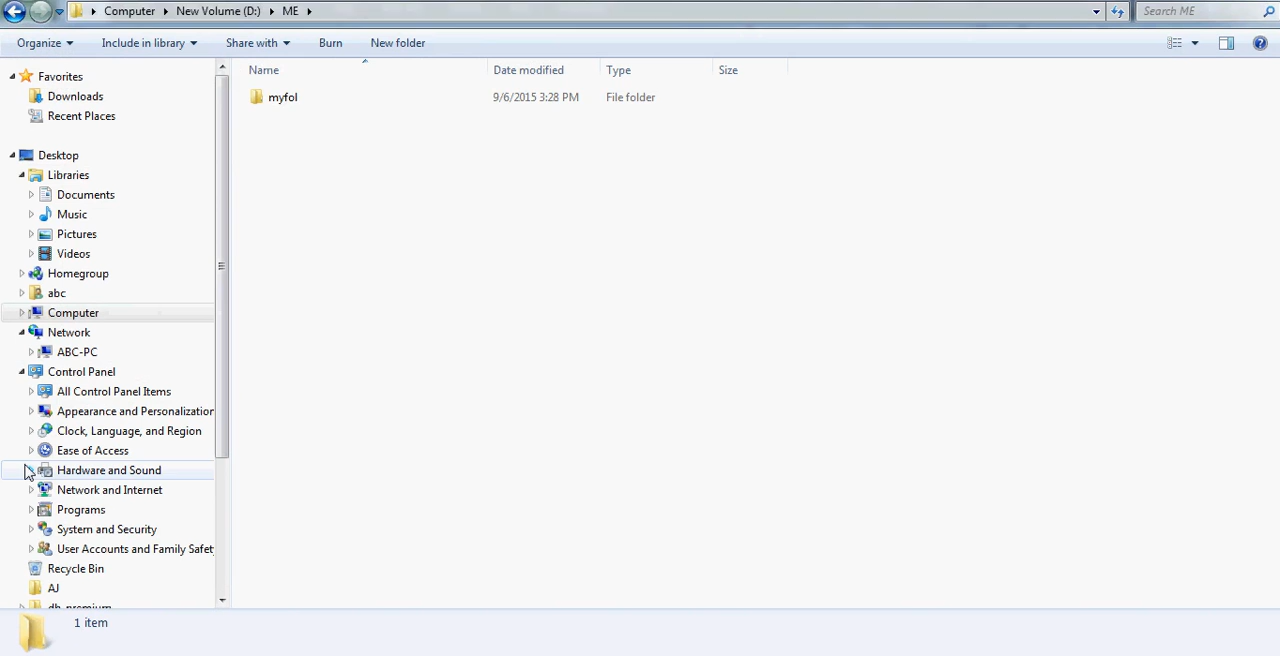 Computer New Volume (D:) ME Search ME
Organize Include in library Share with Burn New folder
Name Date modified Type Size
myfol 9/6/2015 3:28 PM File folder
Favorites
Downloads
Recent Places
Desktop
Libraries
Documents
Music
Pictures
Videos
Homegroup
abc
Computer
Network
ABC-PC
Control Panel
All Control Panel Items
Appearance and Personalization
Clock, Language, and Region
Ease of Access
Hardware and Sound
Network and Internet
Programs
System and Security
User Accounts and Family Safet
Recycle Bin
AJ
1 item